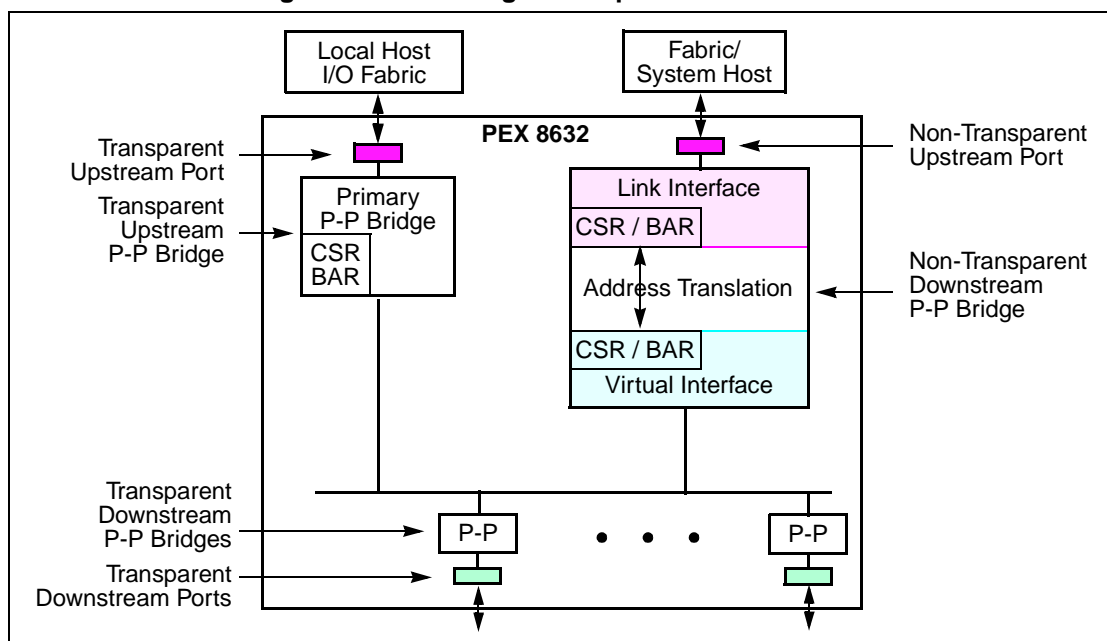 Local Host
I/O Fabric
Fabric/
System Host
PEX 8632
Transparent
Upstream Port
Non-Transparent
Upstream Port
Transparent
Upstream
P-P Bridge
Primary
P-P Bridge
CSR
BAR
Link Interface
CSR / BAR
Address Translation
CSR / BAR
Virtual Interface
Non-Transparent
Downstream
P-P Bridge
Transparent
Downstream
P-P Bridges
P-P
P-P
Transparent
Downstream Ports